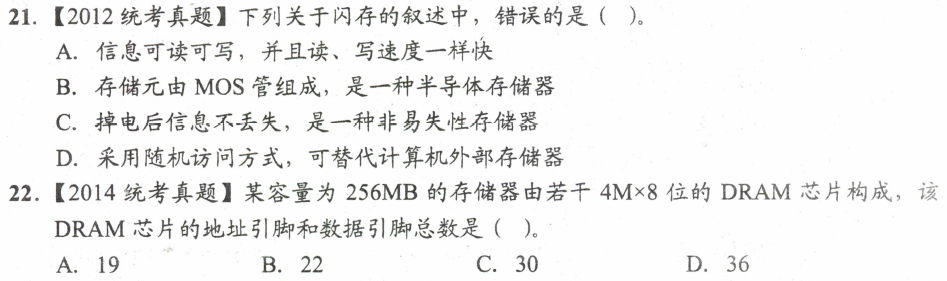 21.【2012 统考真题】下列关于闪存的叙述中，错误的是（ ）。
A. 信息可读可写，并且读、写速度一样快
B. 存储元由 MOS 管组成，是一种半导体存储器
C. 掉电后信息不丢失，是一种非易失性存储器
D. 采用随机访问方式，可替代计算机外部存储器
22.【2014 统考真题】某容量为 256MB 的存储器由若干 4M×8 位的 DRAM 芯片构成，该
DRAM 芯片的地址引脚和数据引脚总数是（ ）。
A. 19 B. 22 C. 30 D. 36